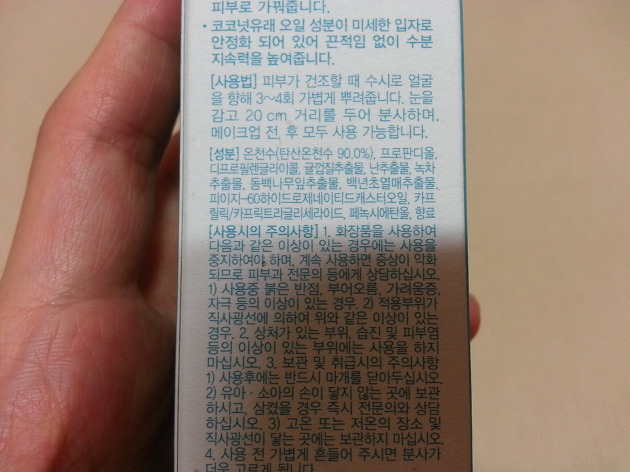 피부로 가꿔줍니다.
• 코코넛유래 오일 성분이 미세한 입자로
안정화 되어 있어 끈적임 없이 수분
지속력을 높여줍니다.
[사용법] 피부가 건조할 때 수시로 얼굴
을 향해 3~4회 가볍게 뿌려줍니다. 눈을
감고 20 cm 거리를 두어 분사하며,
메이크업 전, 후 모두 사용 가능합니다.
[성분] 온천수(탄산온천수 90.0%), 프로판디올,
디프로필렌글라이콜, 귤껍질추출물, 난추출물, 녹차
추출물, 동백나무잎추출물, 백년초열매추출물,
피이지-60하이드로제네이티드캐스터오일, 카프
릴릭/카프릭트라이글리세라이드, 페녹시에탄올, 향료
[사용시의 주의사항] 1. 화장품을 사용하여
다음과 같은 이상이 있는 경우에는 사용을
중지하여야 하며, 계속 사용하면 증상이 악화
되므로 피부과 전문의 등에게 상담하십시오.
1) 사용중 붉은 반점, 부어오름, 가려움증,
자극 등의 이상이 있는 경우. 2) 적용부위가
직사광선에 의하여 위와 같은 이상이 있는
경우. 2. 상처가 있는 부위, 습진 및 피부염
등의 이상이 있는 부위에는 사용을 하지
마십시오. 3. 보관 및 취급시의 주의사항
1) 사용후에는 반드시 마개를 닫아두십시오.
2) 유아·소아의 손이 닿지 않는 곳에 보관
하시고, 삼켰을 경우 즉시 전문의와 상담
하십시오. 3) 고온 또는 저온의 장소 및
직사광선이 닿는 곳에는 보관하지 마십시오.
4. 사용 전 가볍게 흔들어 주시면 분사가
더욱 고르게 됩니다.